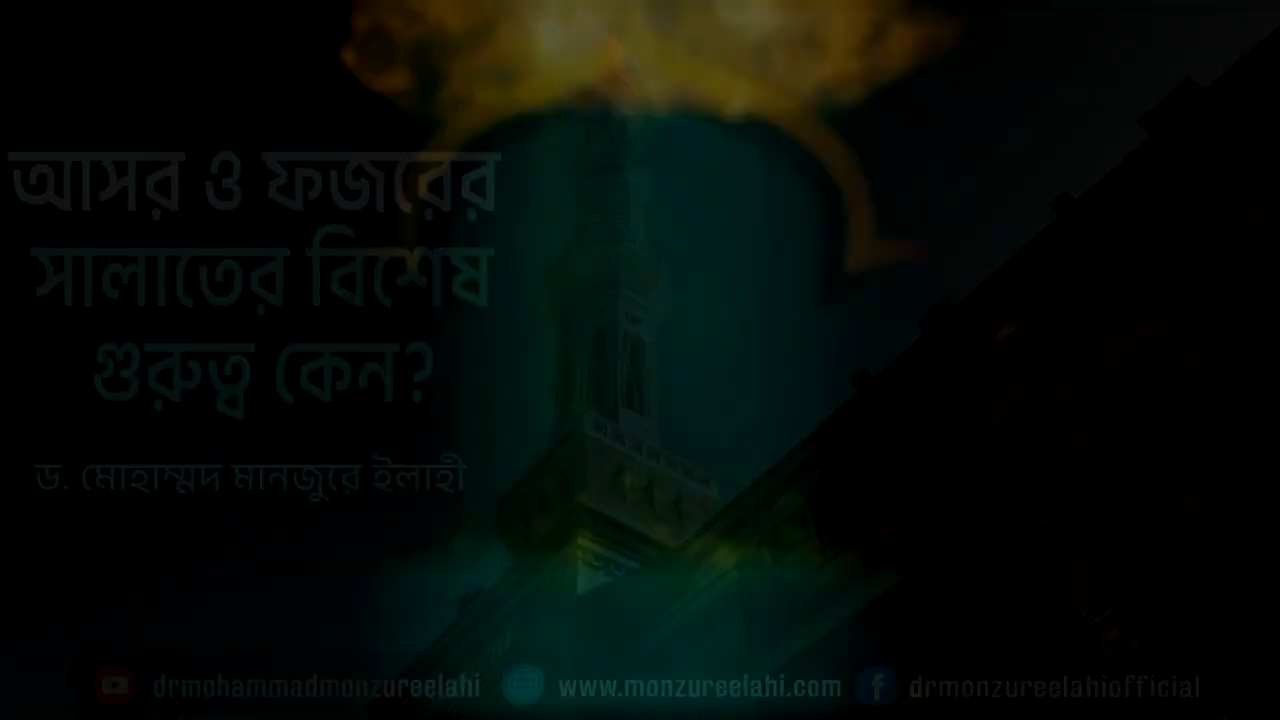 আসর ও ফজরের
সালাতের বিশেষ
গুরুত্ব কেন?
ড. মোহাম্মদ মানজুরে ইলাহী
drmohammadmonzureelahi www.monzureelahi.com drmonzureelahiofficial